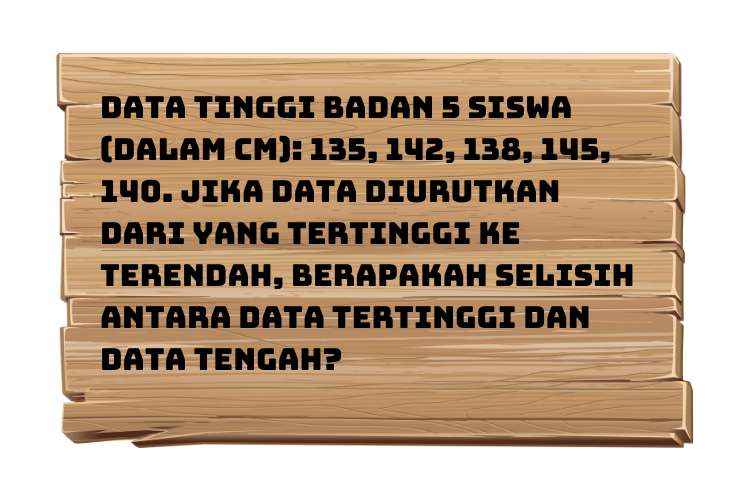 DATA TINGGI BADAN 5 SISWA
(DALAM CM): 135, 142, 138, 145,
140. JIKA DATA DIURUTKAN
DARI YANG TERTINGGI KE
TERENDAH, BERAPAKAH SELISIH
ANTARA DATA TERTINGGI DAN
DATA TENGAH?